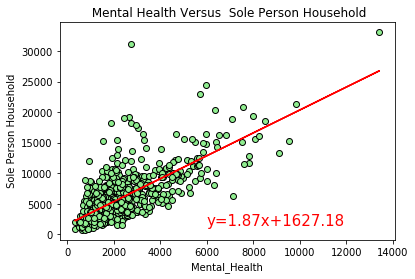 Mental Health Versus  Sole Person Household
Sole Person Household
30000
25000
20000
15000
10000
5000
0
y=1.87x+1627.18
0 2000 4000 6000 8000 10000 12000 14000
Mental_Health